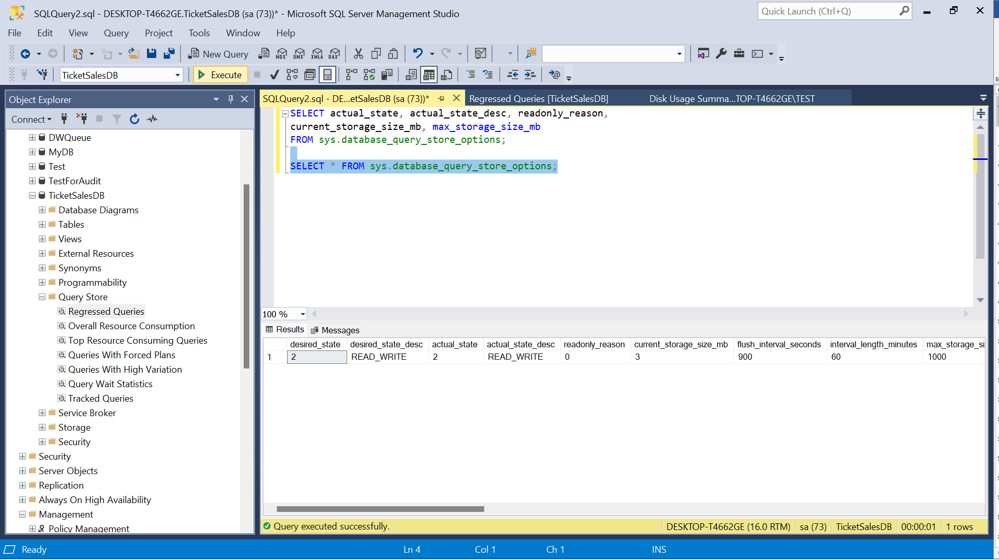 SQLQuery2.sql - DESKTOP-T4662GE.TicketSalesDB (sa (73))* - Microsoft SQL Server Management Studio
Quick Launch (Ctrl+Q)
File Edit View Query Project Tools Window Help
New Query MDX DMX XMLA DAX
TicketSalesDB Execute
Object Explorer
Connect
DWQueue
MyDB
Test
TestForAudit
TicketSalesDB
Database Diagrams
Tables
Views
External Resources
Synonyms
Programmability
Query Store
Regressed Queries
Overall Resource Consumption
Top Resource Consuming Queries
Queries With Forced Plans
Queries With High Variation
Query Wait Statistics
Tracked Queries
Service Broker
Storage
Security
Security
Server Objects
Replication
Always On High Availability
Management
Policy Management
SQLQuery2.sql - DE...etSalesDB (sa (73))* Regressed Queries [TicketSalesDB] Disk Usage Summa...TOP-T4662GE\TEST
SELECT actual_state, actual_state_desc, readonly_reason,
current_storage_size_mb, max_storage_size_mb
FROM sys.database_query_store_options;
SELECT * FROM sys.database_query_store_options;
100 %
Results Messages
desired_state desired_state_desc actual_state actual_state_desc readonly_reason current_storage_size_mb flush_interval_seconds interval_length_minutes max_storage_si
1 2 READ_WRITE 2 READ_WRITE 0 3 900 60 1000
Query executed successfully. DESKTOP-T4662GE (16.0 RTM) sa (73) TicketSalesDB 00:00:01 1 rows
Ready Ln 4 Col 1 Ch 1 INS